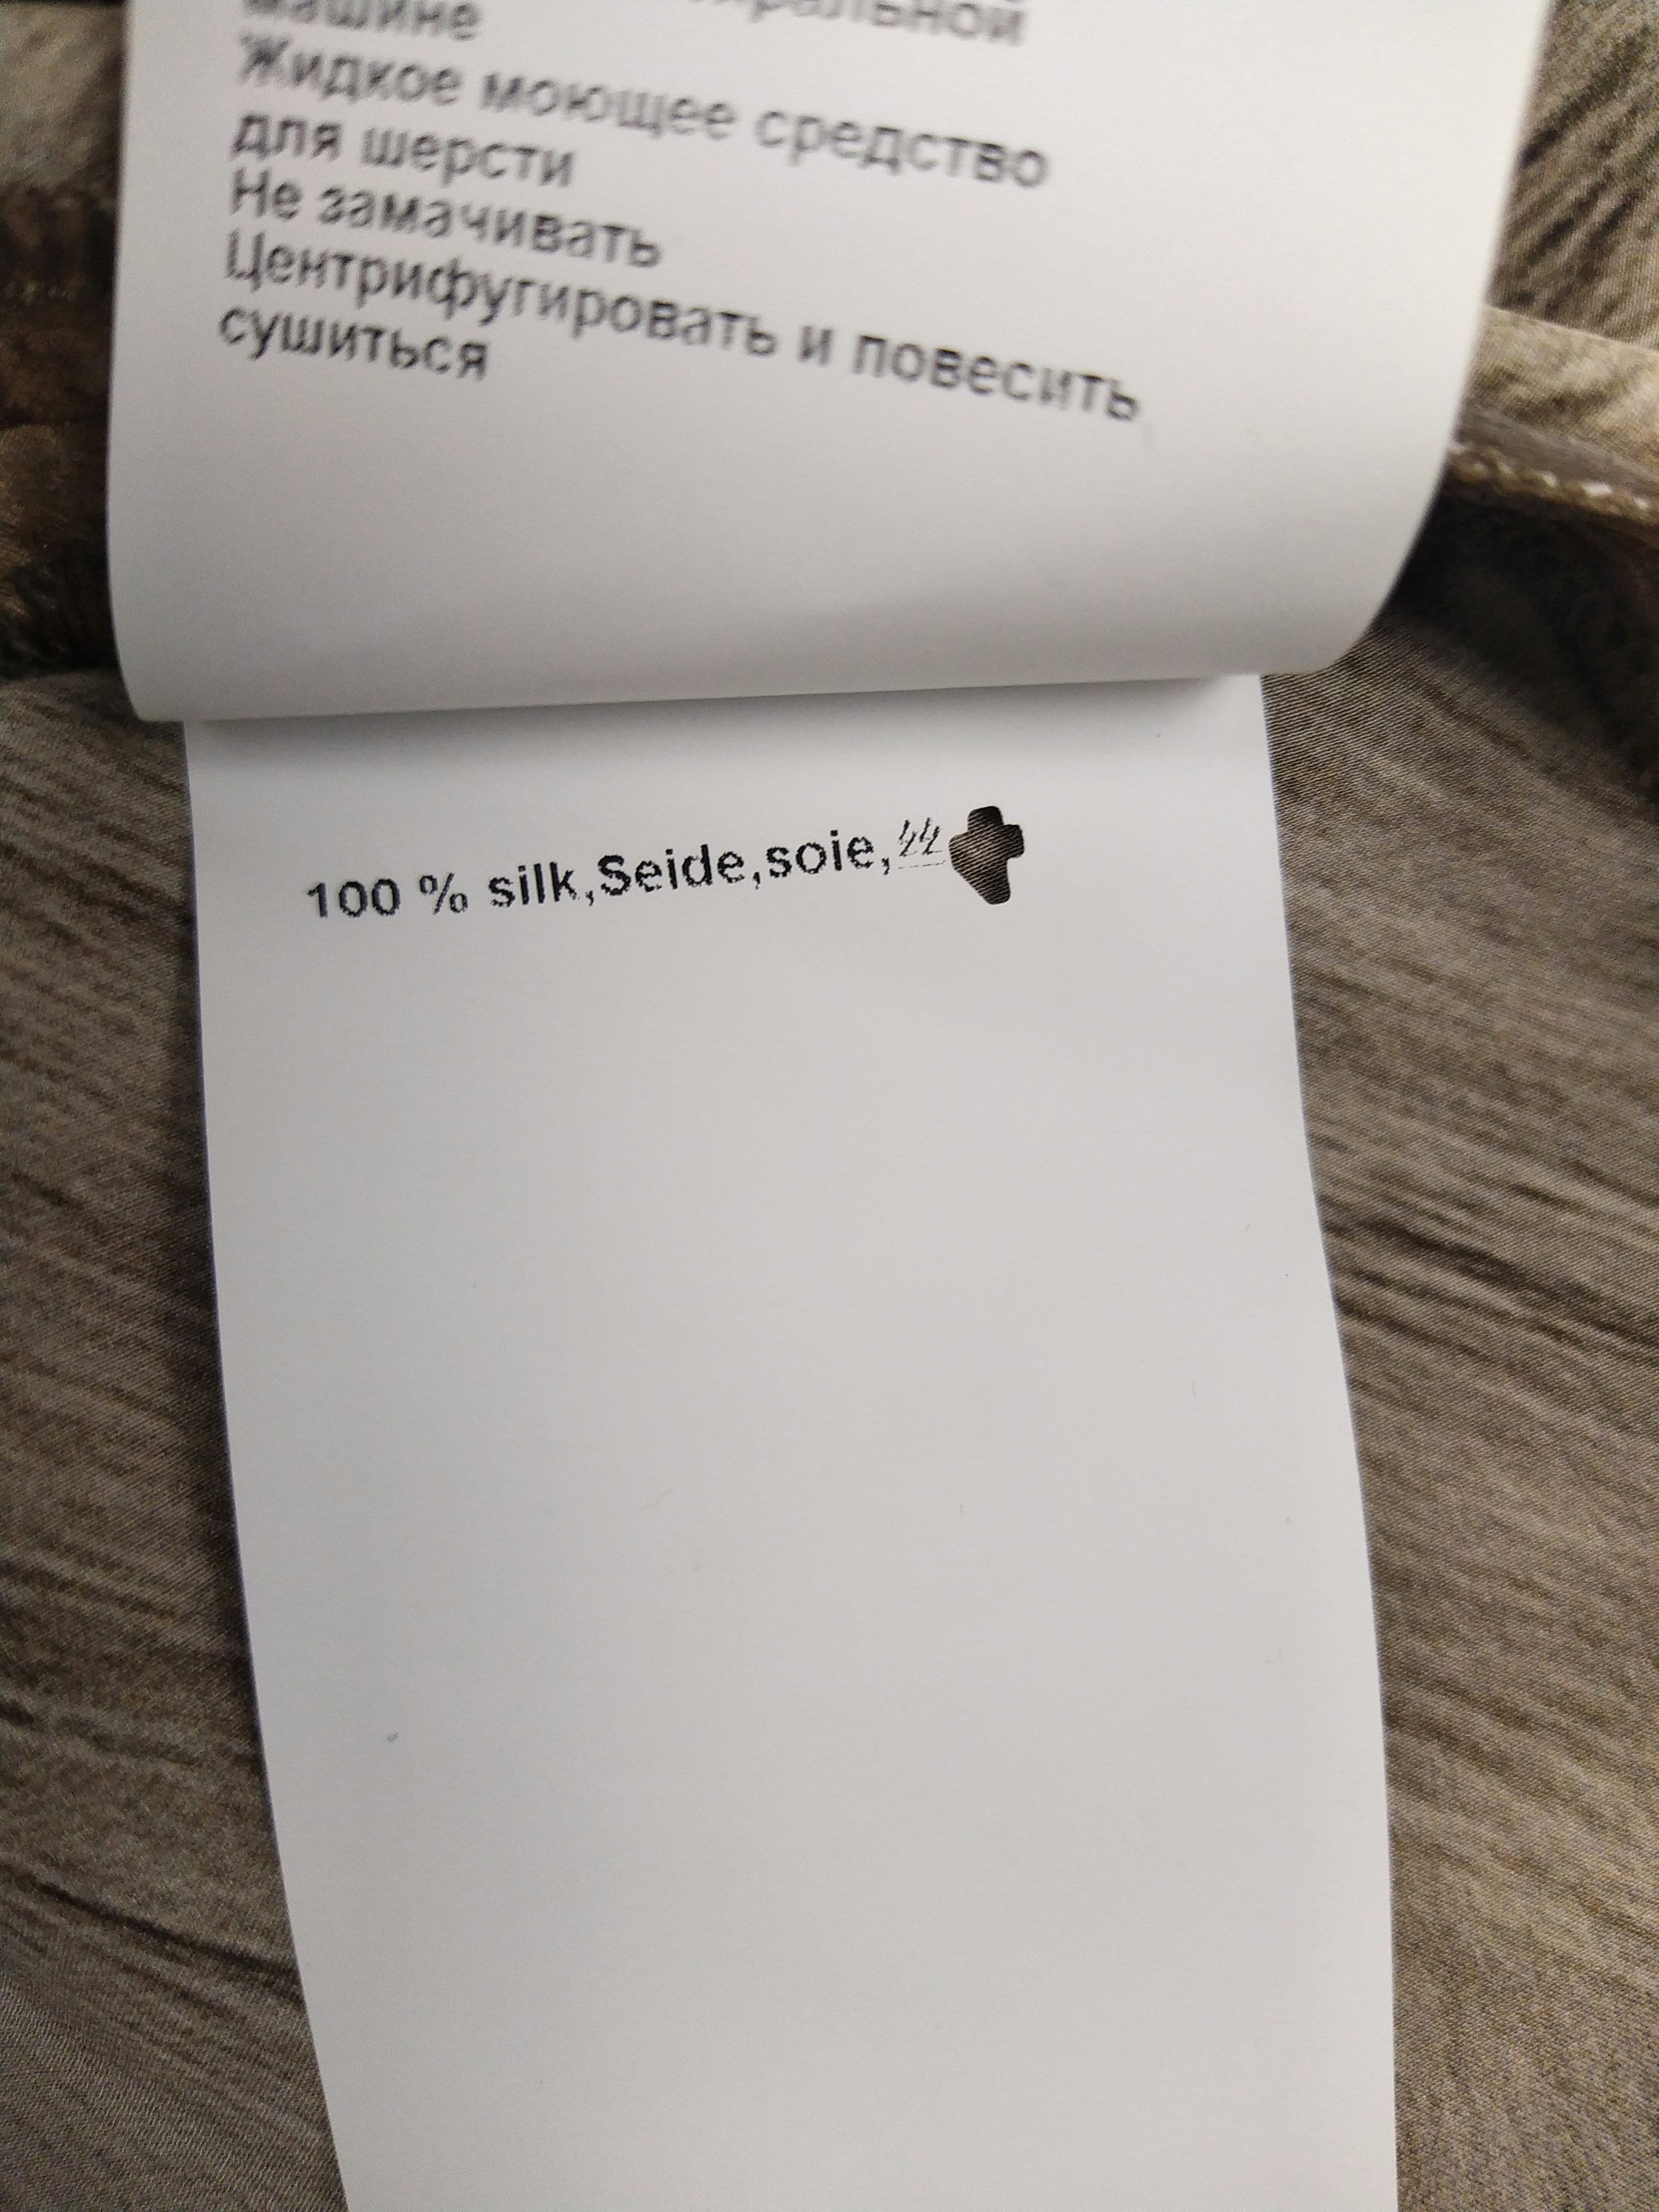 машине
Жидкое моющее средство
для шерсти
Не замачивать
Центрифугировать и повесить
сушиться
100 % silk,Seide,soie,